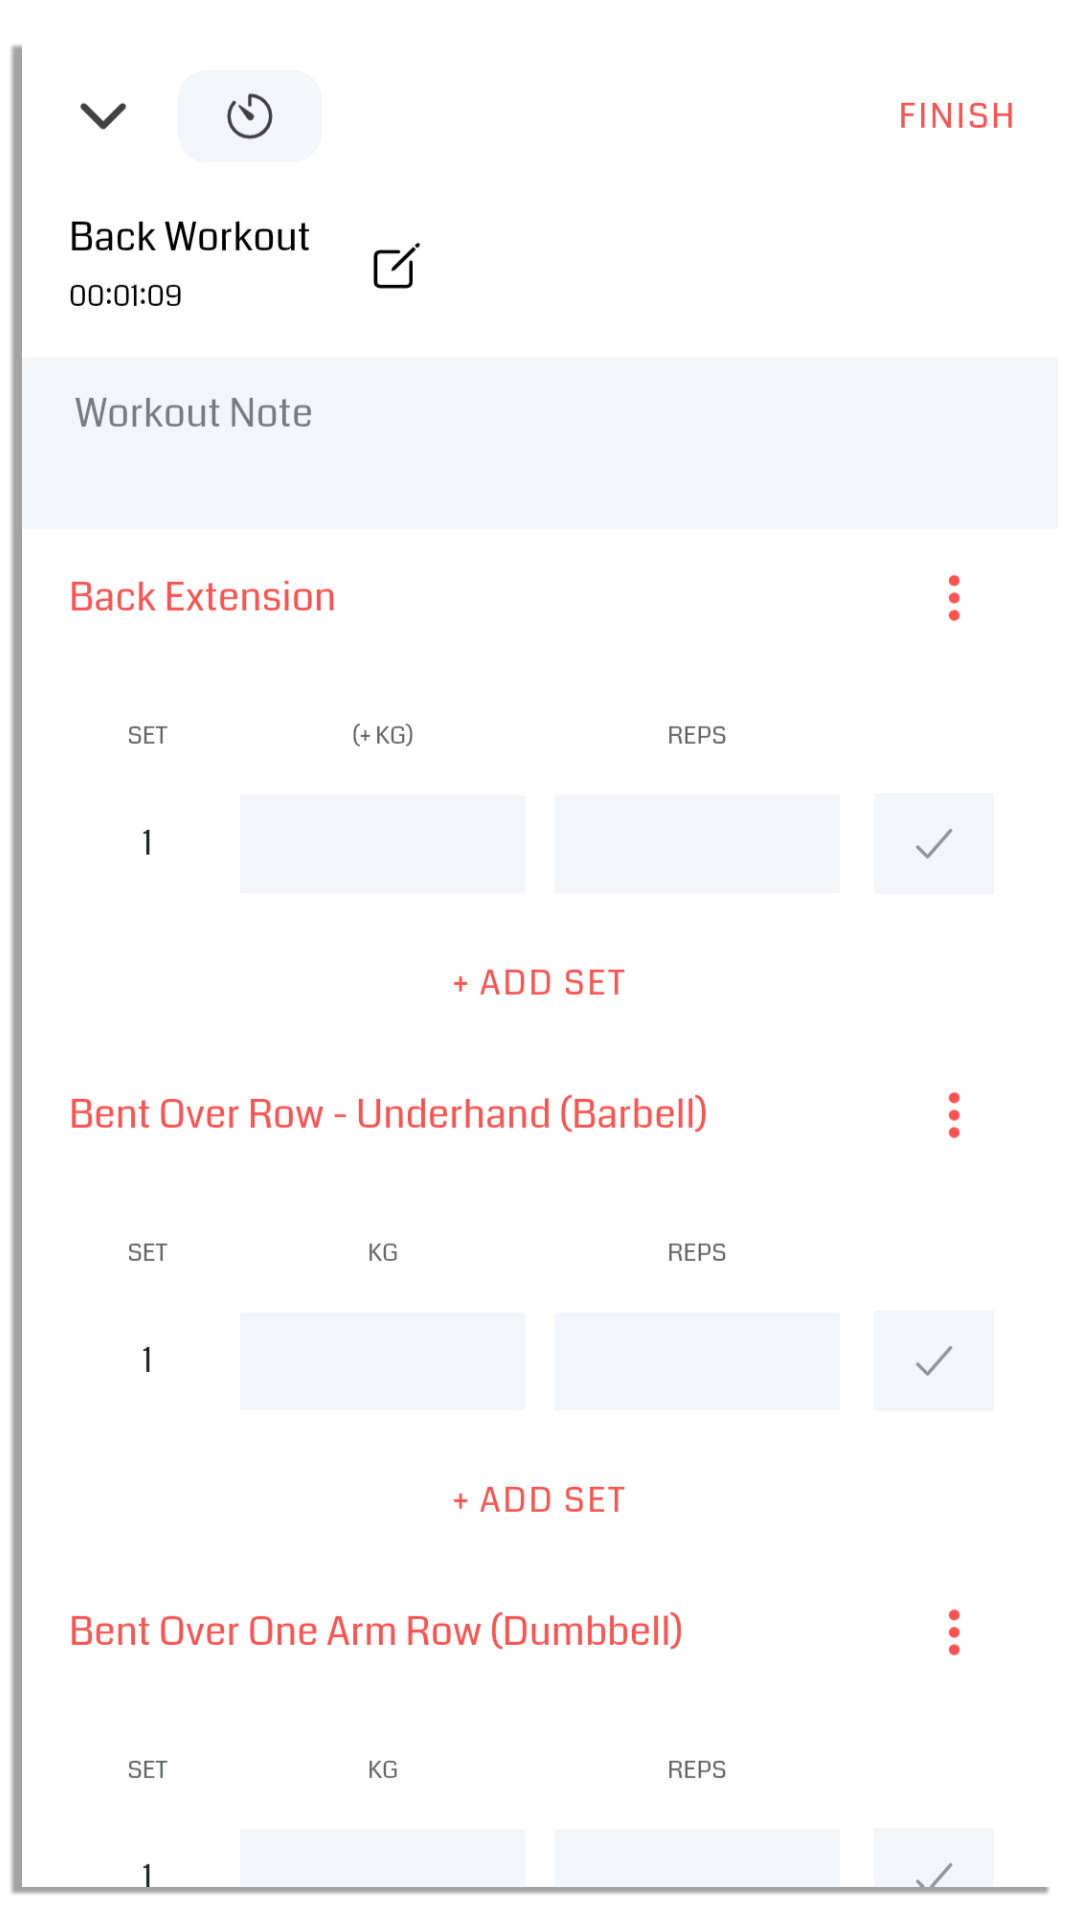 FINISH
Back Workout
00:01:09
Workout Note
Back Extension
SET (+ KG) REPS
1
+ ADD SET
Bent Over Row - Underhand (Barbell)
SET KG REPS
1
+ ADD SET
Bent Over One Arm Row (Dumbbell)
SET KG REPS
1